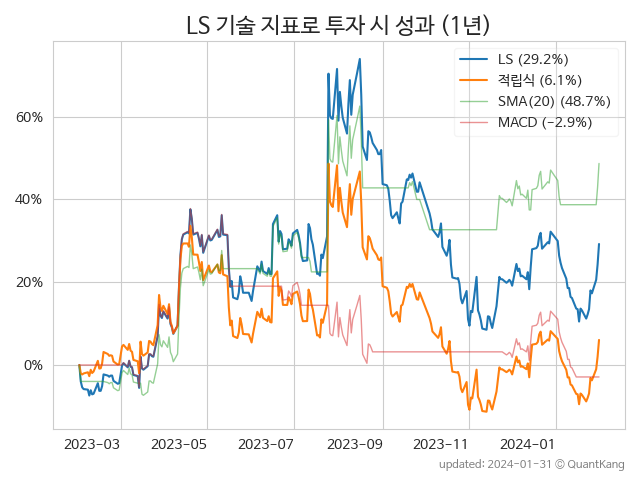 LS 기술 지표로 투자 시 성과 (1년)
LS (29.2%)
적립식 (6.1%)
SMA(20) (48.7%)
MACD (−2.9%)
60%
40%
20%
0%
2023-03 2023-05 2023-07 2023-09 2023-11 2024-01
updated: 2024-01-31 © QuantKang